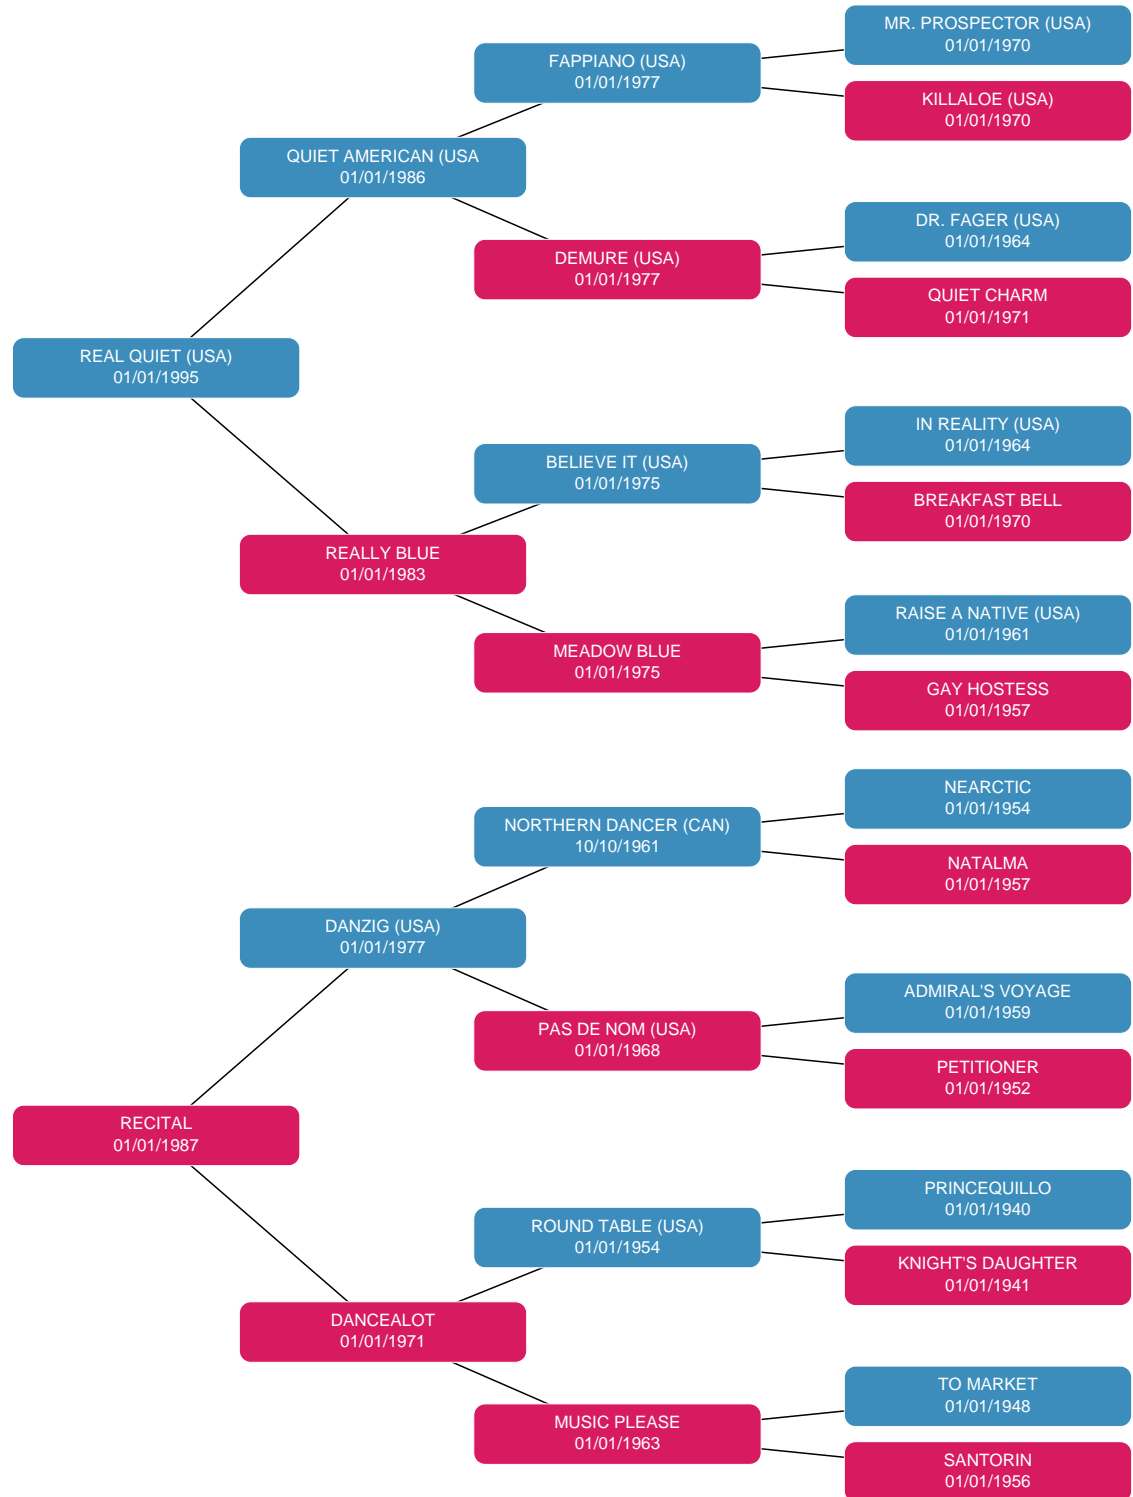 MR. PROSPECTOR (USA)
01/01/1970
FAPPIANO (USA)
01/01/1977
KILLALOE (USA)
01/01/1970
QUIET AMERICAN (USA
01/01/1986
DR. FAGER (USA)
01/01/1964
DEMURE (USA)
01/01/1977
QUIET CHARM
01/01/1971
REAL QUIET (USA)
01/01/1995
IN REALITY (USA)
01/01/1964
BELIEVE IT (USA)
01/01/1975
BREAKFAST BELL
01/01/1970
REALLY BLUE
01/01/1983
RAISE A NATIVE (USA)
01/01/1961
MEADOW BLUE
01/01/1975
GAY HOSTESS
01/01/1957
NEARCTIC
01/01/1954
NORTHERN DANCER (CAN)
10/10/1961
NATALMA
01/01/1957
DANZIG (USA)
01/01/1977
ADMIRAL'S VOYAGE
01/01/1959
PAS DE NOM (USA)
01/01/1968
PETITIONER
01/01/1952
RECITAL
01/01/1987
PRINCEQUILLO
01/01/1940
ROUND TABLE (USA)
01/01/1954
KNIGHT'S DAUGHTER
01/01/1941
DANCEALOT
01/01/1971
TO MARKET
01/01/1948
MUSIC PLEASE
01/01/1963
SANTORIN
01/01/1956